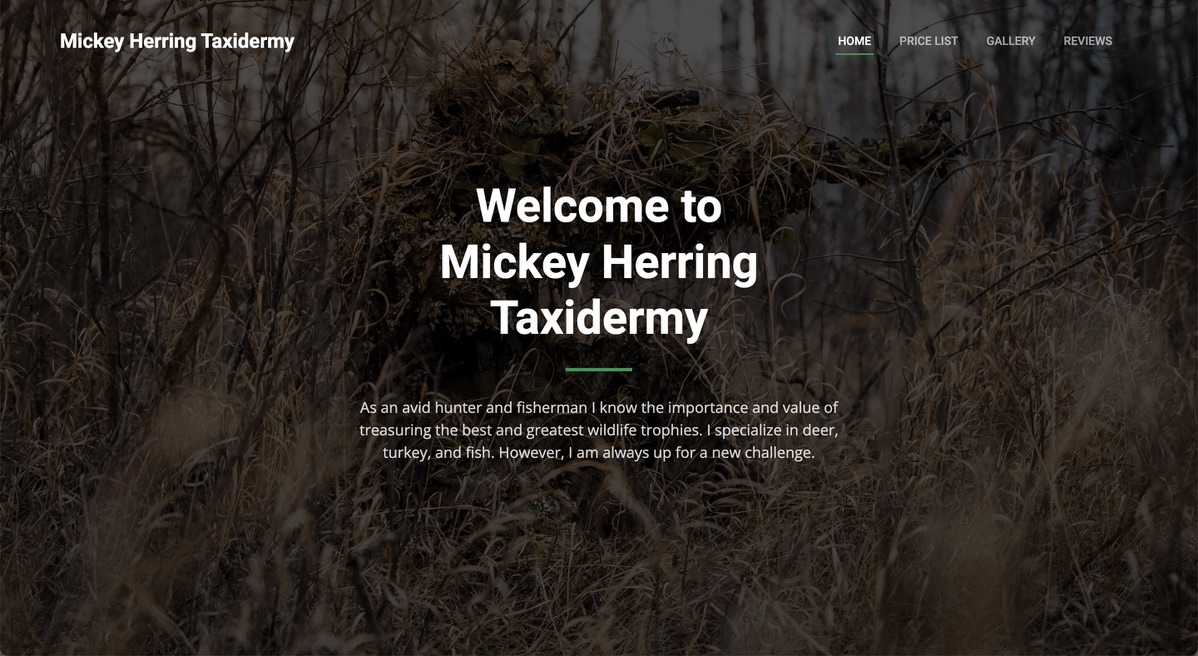 Mickey Herring Taxidermy
HOME PRICE LIST GALLERY REVIEWS
Welcome to
Mickey Herring
Taxidermy
As an avid hunter and fisherman I know the importance and value of
treasuring the best and greatest wildlife trophies. I specialize in deer,
turkey, and fish. However, I am always up for a new challenge.